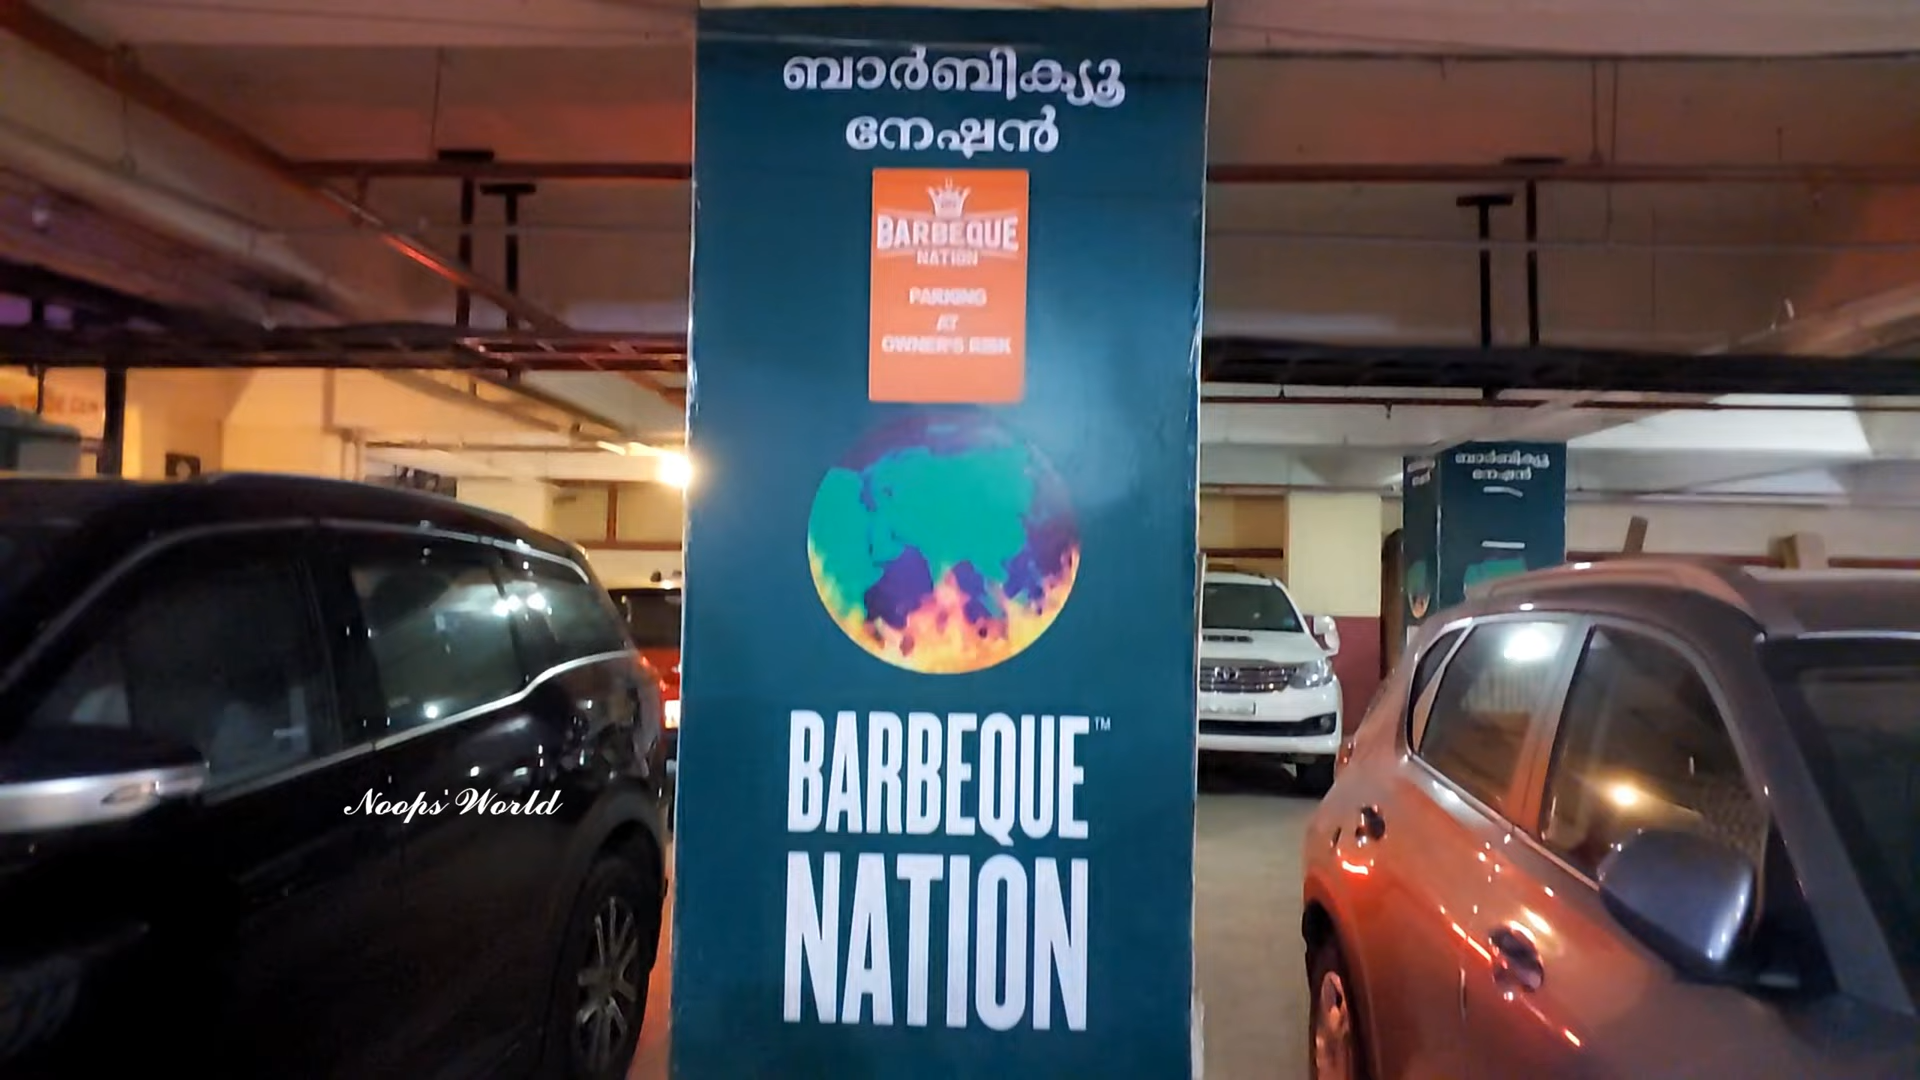 ബാർബിക്യൂ
നേഷൻ
BARBEQUE
NATION
PARKING
AT
OWNER'S RISK
BARBEQUE™
NATION
ബാർബിക്യൂ
നേഷൻ
Noops' World